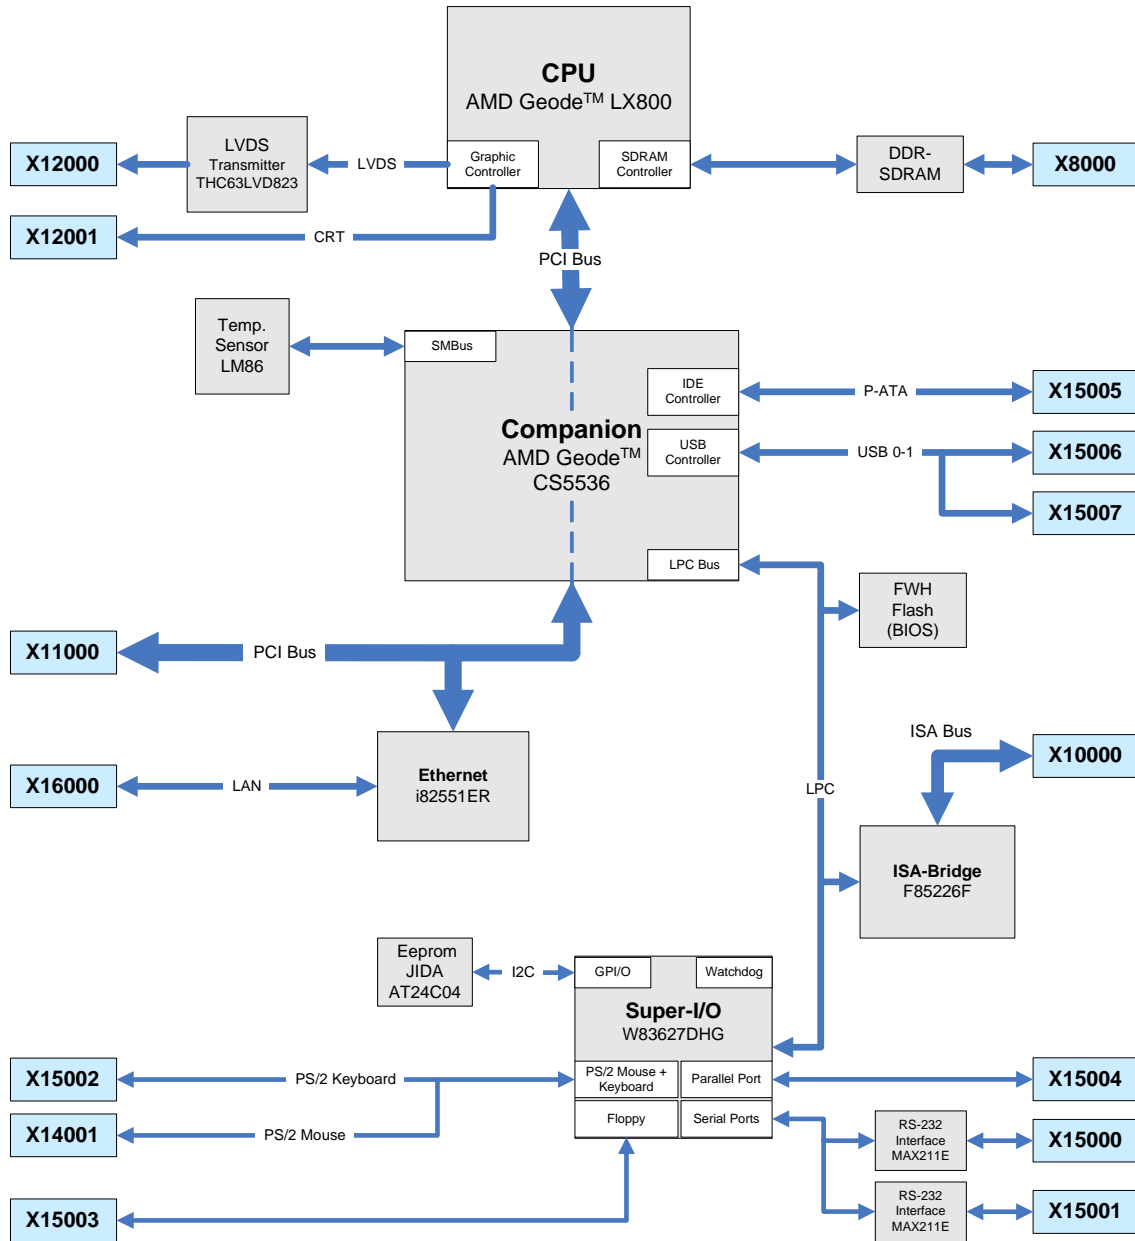 CPU
AMD Geode™ LX800
Graphic
Controller
SDRAM
Controller
LVDS
Transmitter
THC63LVD823
LVDS
X12000
DDR-
SDRAM
X8000
X12001
CRT
PCI Bus
Temp.
Sensor
LM86
SMBus
IDE
Controller
P-ATA
X15005
Companion
AMD Geode™
CS5536
USB
Controller
USB 0-1
X15006
X15007
LPC Bus
FWH
Flash
(BIOS)
X11000
PCI Bus
ISA Bus
X10000
X16000
LAN
Ethernet
i82551ER
LPC
ISA-Bridge
F85226F
Eeprom
JIDA
AT24C04
I2C
GPI/O
Watchdog
Super-I/O
W83627DHG
X15002
PS/2 Keyboard
PS/2 Mouse +
Keyboard
Parallel Port
X15004
X14001
PS/2 Mouse
Floppy
Serial Ports
RS-232
Interface
MAX211E
X15000
X15003
RS-232
Interface
MAX211E
X15001